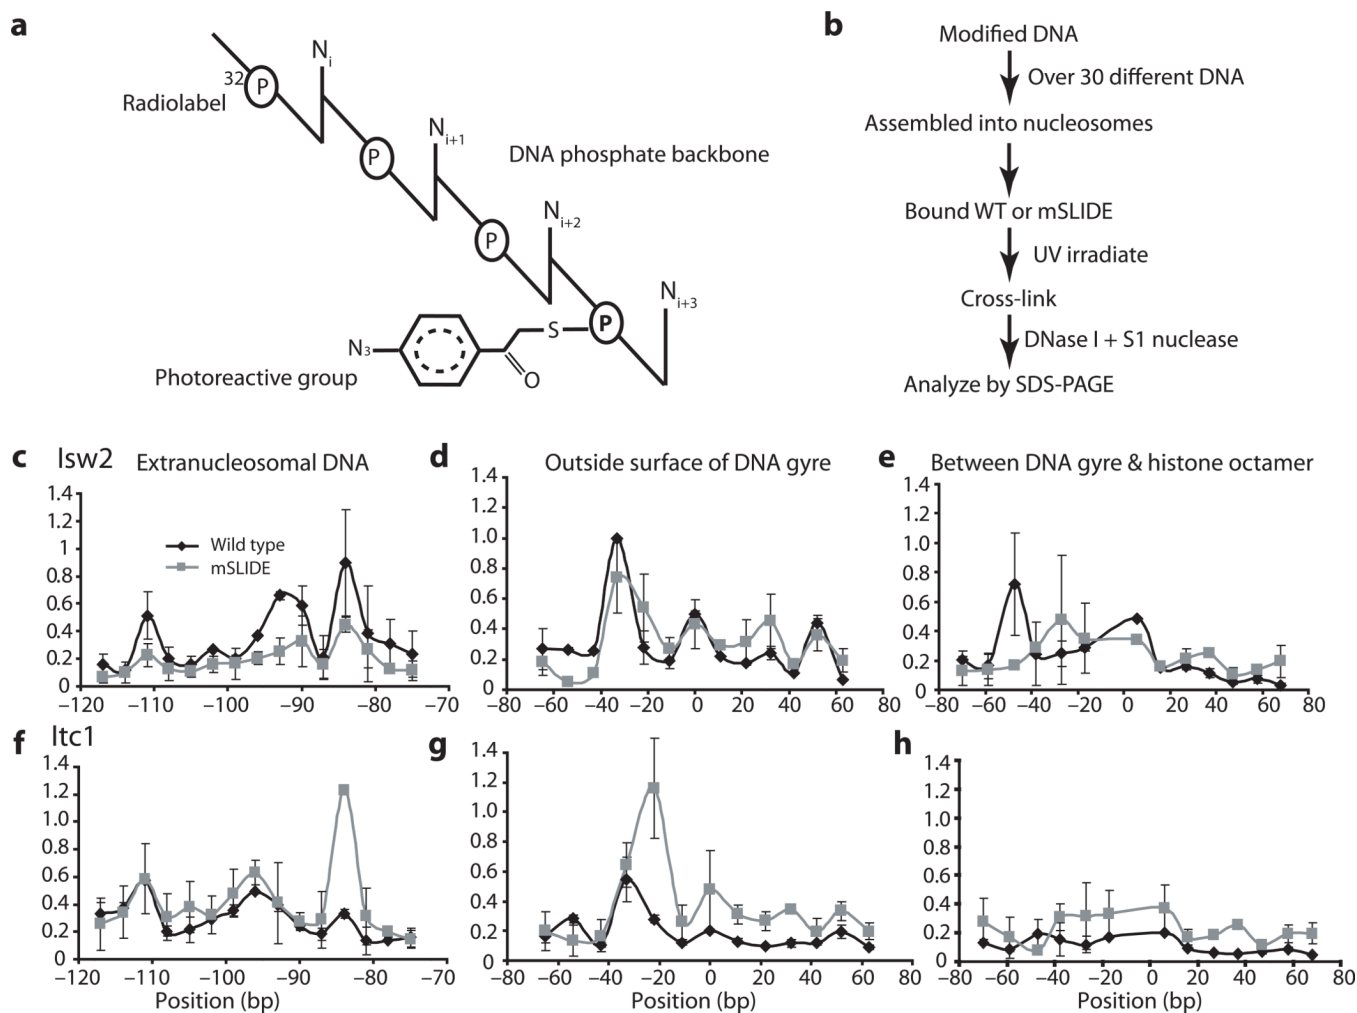 a
32
P
Radiolabel
Ni
P
Ni+1
DNA phosphate backbone
P
Ni+2
N3
S
P
Ni+3
O
Photoreactive group
b
Modified DNA
Over 30 different DNA
Assembled into nucleosomes
Bound WT or mSLIDE
UV irradiate
Cross-link
DNase I + S1 nuclease
Analyze by SDS-PAGE
c Isw2 Extranucleosomal DNA
1.4
1.2
1
0.8
0.6
0.4
0.2
0
Wild type
mSLIDE
−120 −110 −100 −90 −80 −70
d Outside surface of DNA gyre
1.4
1.2
1.0
0.8
0.6
0.4
0.2
0
−80 −60 −40 −20 0 20 40 60 80
e Between DNA gyre & histone octamer
1.4
1.2
1.0
0.8
0.6
0.4
0.2
0
−80 −60 −40 −20 0 20 40 60 80
f Itc1
1.4
1.2
1.0
0.8
0.6
0.4
0.2
0
−120 −110 −100 −90 −80 −70
Position (bp)
g
1.4
1.2
1.0
0.8
0.6
0.4
0.2
0
−80 −60 −40 −20 0 20 40 60 80
Position (bp)
h
1.4
1.2
1.0
0.8
0.6
0.4
0.2
0
−80 −60 −40 −20 0 20 40 60 80
Position (bp)